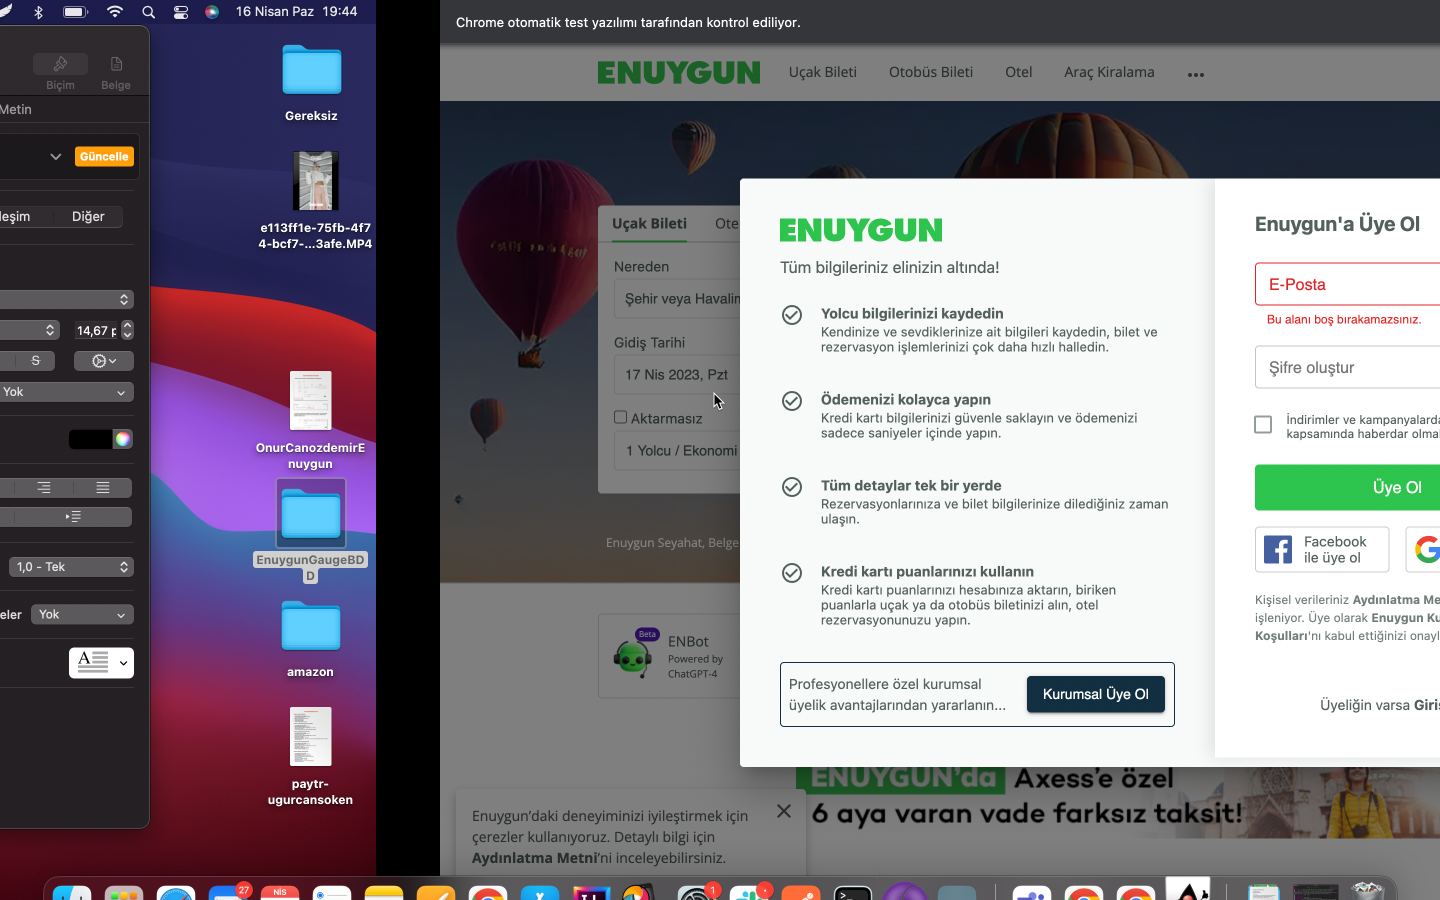 16 Nisan Paz 19:44
Biçim
Belge
Metin
Güncelle
leşim
Diğer
14,67 p
S
Yok
1,0 - Tek
eler
Yok
A
Gereksiz
e113ff1e-75fb-4f7
4-bcf7-...3afe.MP4
OnurCanozdemirE
nuygun
EnuygunGaugeBD
D
amazon
paytr-
ugurcansoken
Chrome otomatik test yazılımı tarafından kontrol ediliyor.
ENUYGUN
Uçak Bileti
Otobüs Bileti
Otel
Araç Kiralama
Uçak Bileti
Ote
Nereden
Şehir veya Havalin
Gidiş Tarihi
17 Nis 2023, Pzt
Aktarmasız
1 Yolcu / Ekonomi
Enuygun Seyahat, Belge
Beta
ENBot
Powered by
ChatGPT-4
ENUYGUN
Tüm bilgileriniz elinizin altında!
Yolcu bilgilerinizi kaydedin
Kendinize ve sevdiklerinize ait bilgileri kaydedin, bilet ve
rezervasyon işlemlerinizi çok daha hızlı halledin.
Ödemenizi kolayca yapın
Kredi kartı bilgilerinizi güvenle saklayın ve ödemenizi
sadece saniyeler içinde yapın.
Tüm detaylar tek bir yerde
Rezervasyonlarınıza ve bilet bilgilerinize dilediğiniz zaman
ulaşın.
Kredi kartı puanlarınızı kullanın
Kredi kartı puanlarınızı hesabınıza aktarın, biriken
puanlarla uçak ya da otobüs biletinizi alın, otel
rezervasyonunuzu yapın.
Profesyonellere özel kurumsal
üyelik avantajlarından yararlanın...
Kurumsal Üye Ol
Enuygun'a Üye Ol
E-Posta
Bu alanı boş bırakamazsınız.
Şifre oluştur
İndirimler ve kampanyalarda
kapsamında haberdar olma
Üye Ol
Facebook
ile üye ol
Kişisel verileriniz Aydınlatma Me
işleniyor. Üye olarak Enuygun Ku
Koşulları'nı kabul ettiğinizi onayl
Üyeliğin varsa Giriş
ENUYGUN'da Axess'e özel
6 aya varan vade farksız taksit!
Enuygun'daki deneyiminizi iyileştirmek için
çerezler kullanıyoruz. Detaylı bilgi için
Aydınlatma Metni'ni inceleyebilirsiniz.
27
NİS
1